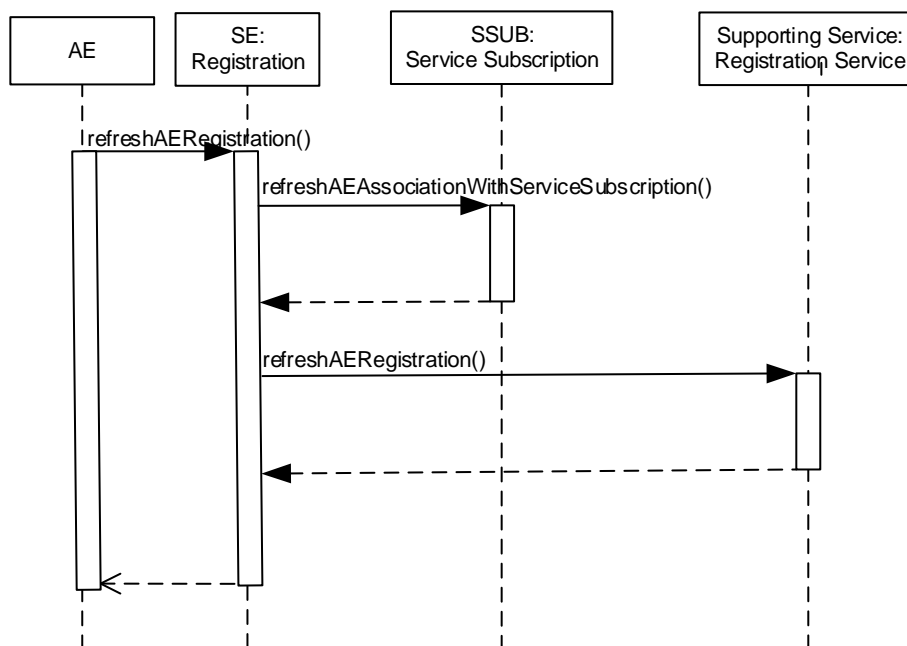 AE
SE:
Registration
SSUB:
Service Subscription
Supporting Service:
Registration Service
refreshAERegistration()
refreshAEAssociationWithServiceSubscription()
refreshAERegistration()